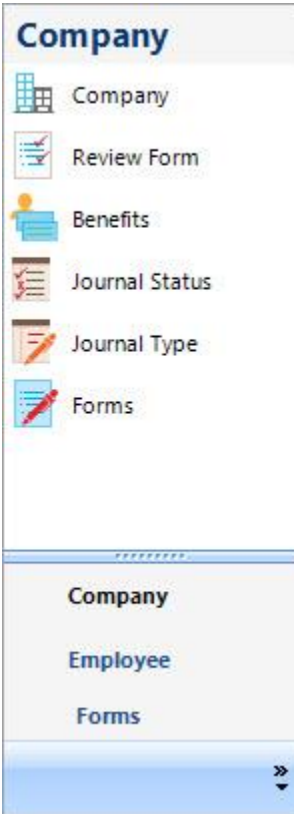 Company
Company
Review Form
Benefits
Journal Status
Journal Type
Forms
Company
Employee
Forms
»